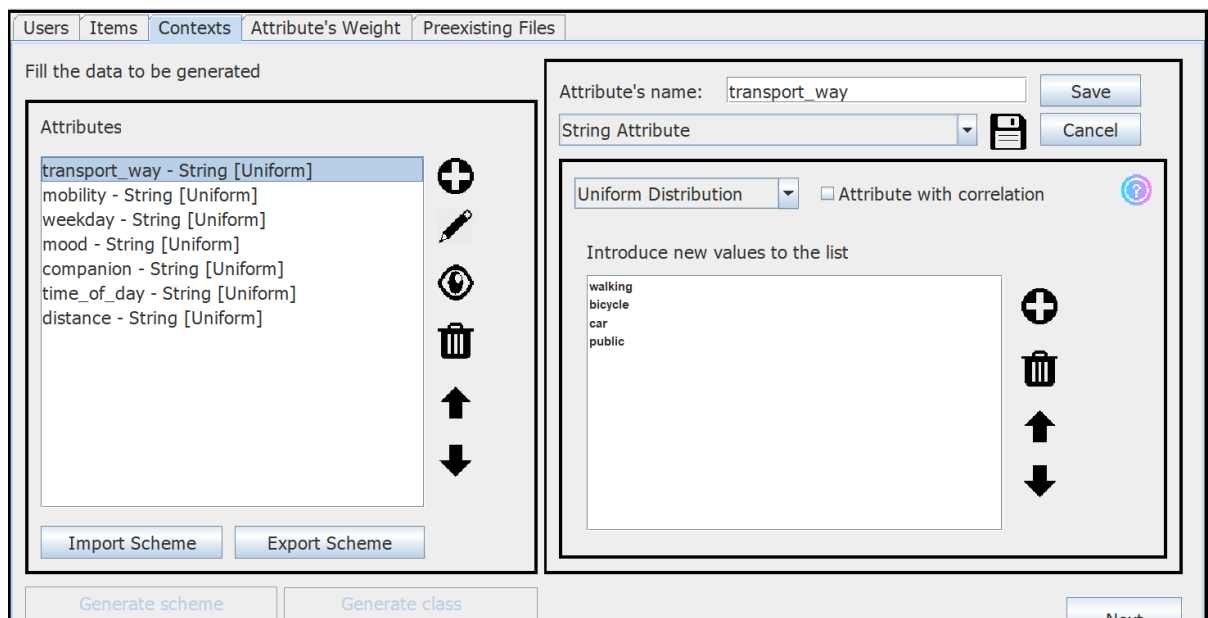 Users Items Contexts Attribute's Weight Preexisting Files
Fill the data to be generated
Attributes
transport_way - String [Uniform]
mobility - String [Uniform]
weekday - String [Uniform]
mood - String [Uniform]
companion - String [Uniform]
time_of_day - String [Uniform]
distance - String [Uniform]
Import Scheme Export Scheme
Generate scheme Generate class
Attribute's name: transport_way Save
String Attribute Cancel
Uniform Distribution Attribute with correlation ?
Introduce new values to the list
walking
bicycle
car
public
Next